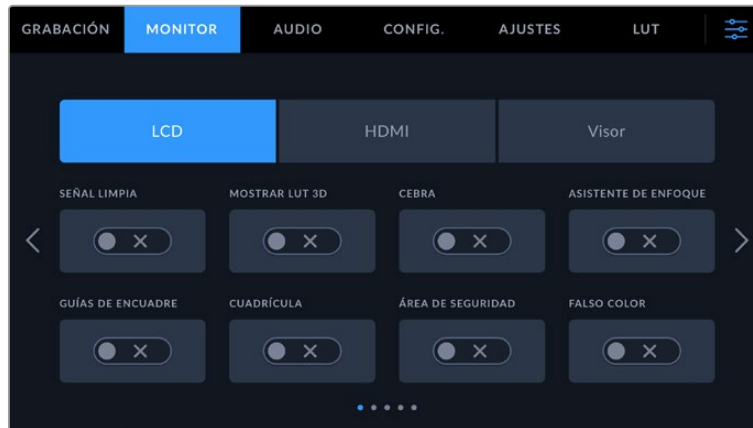 GRABACIÓN MONITOR AUDIO CONFIG. AJUSTES LUT
LCD HDMI Visor
SEÑAL LIMPIA MOSTRAR LUT 3D CEBRA ASISTENTE DE ENFOQUE
GUÍAS DE ENCUADRE CUADRÍCULA ÁREA DE SEGURIDAD FALSO COLOR